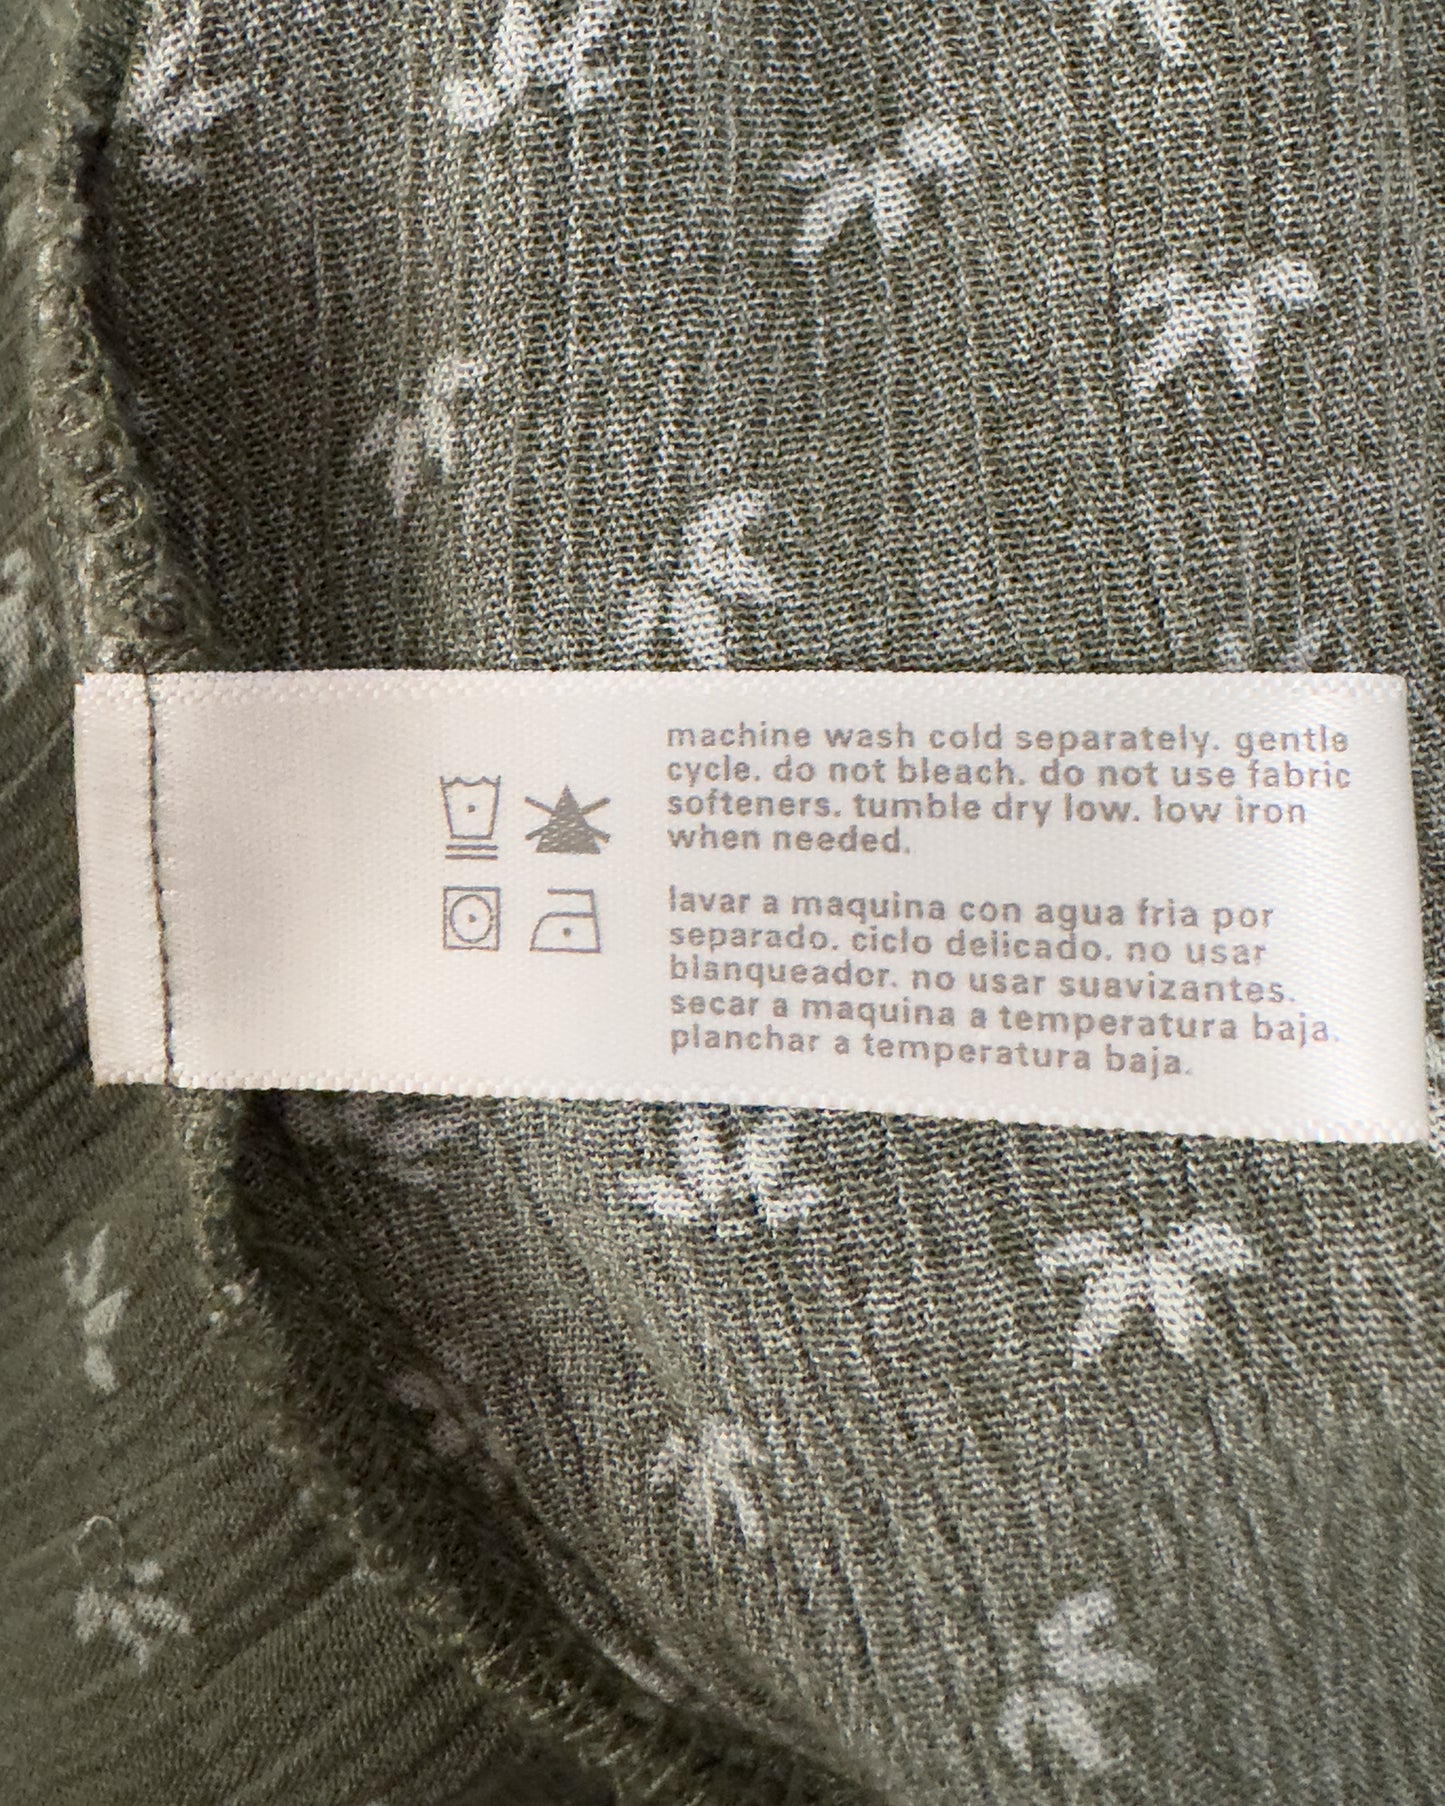 machine wash cold separately. gentle
cycle. do not bleach. do not use fabric
softeners. tumble dry low. low iron
when needed.
lavar a maquina con agua fria por
separado. ciclo delicado. no usar
blanqueador. no usar suavizantes.
secar a maquina a temperatura baja.
planchar a temperatura baja.